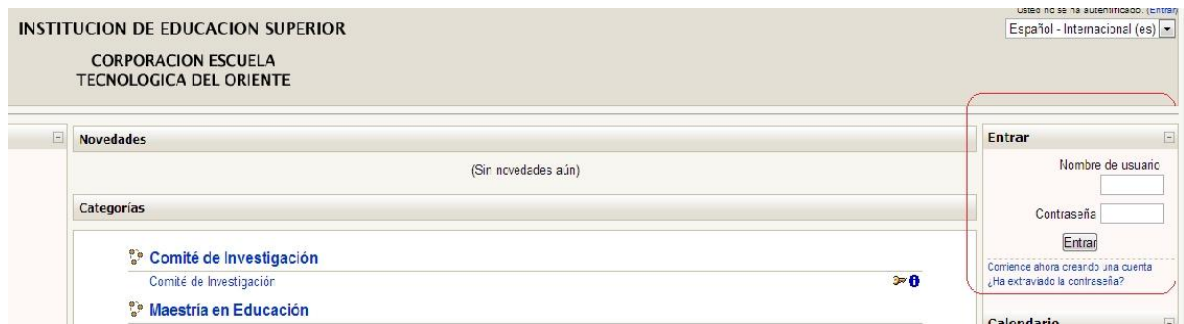 Usted no se ha autentificado. (Entrar)
INSTITUCION DE EDUCACION SUPERIOR
Español - Internacional (es)
CORPORACION ESCUELA
TECNOLOGICA DEL ORIENTE
Novedades
(Sin novedades aún)
Categorías
Comité de Investigación
Comité de Investigación
Maestría en Educación
Entrar
Nombre de usuario
Contraseña
Entrar
Comience ahora creando una cuenta
¿Ha extraviado la contraseña?
Calendario